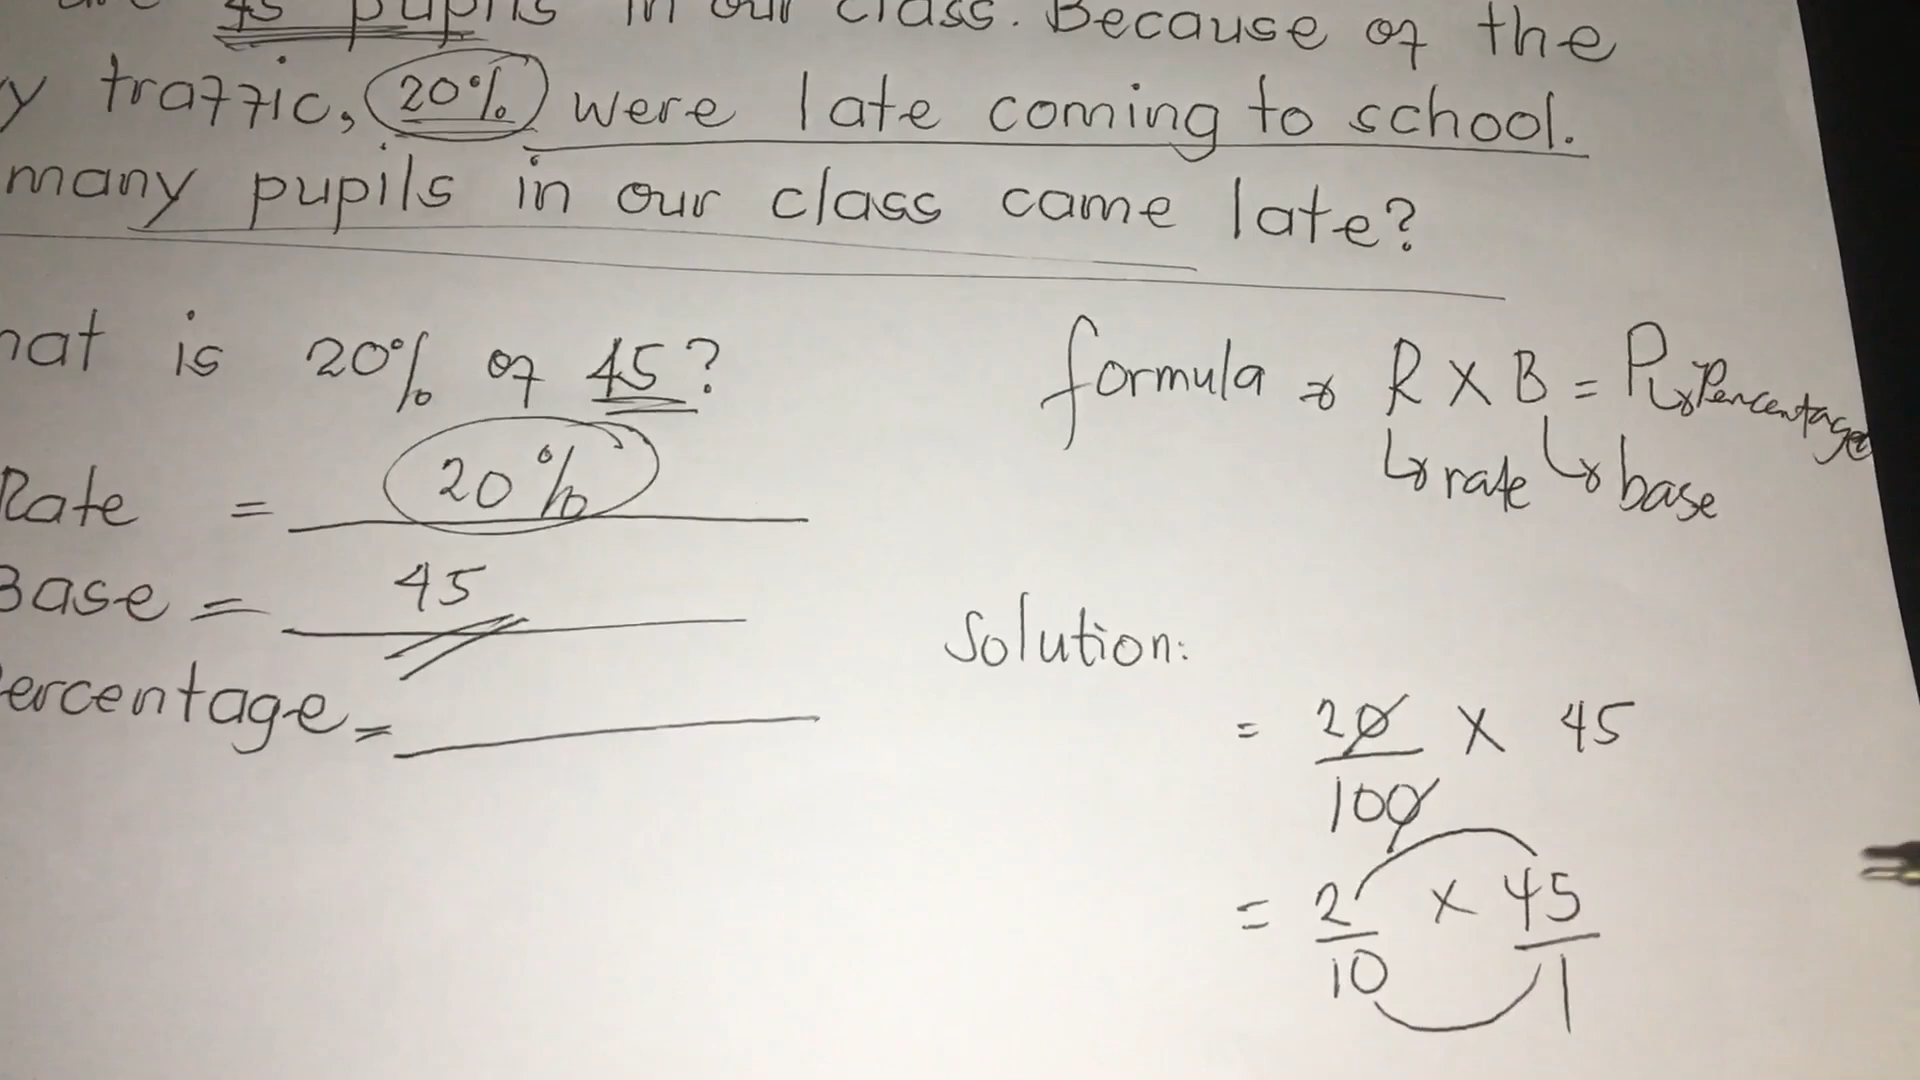 45 pupils in our class. Because of the
y traffic, 20% were late coming to school.
many pupils in our class came late?
hat is 20% of 45?
formula → R X B = P → Percentage
↳ rate ↳ base
Rate = 20%
Base = 45
ercentage =
Solution:
= 20/100 X 45
= 2/10 x 45/1